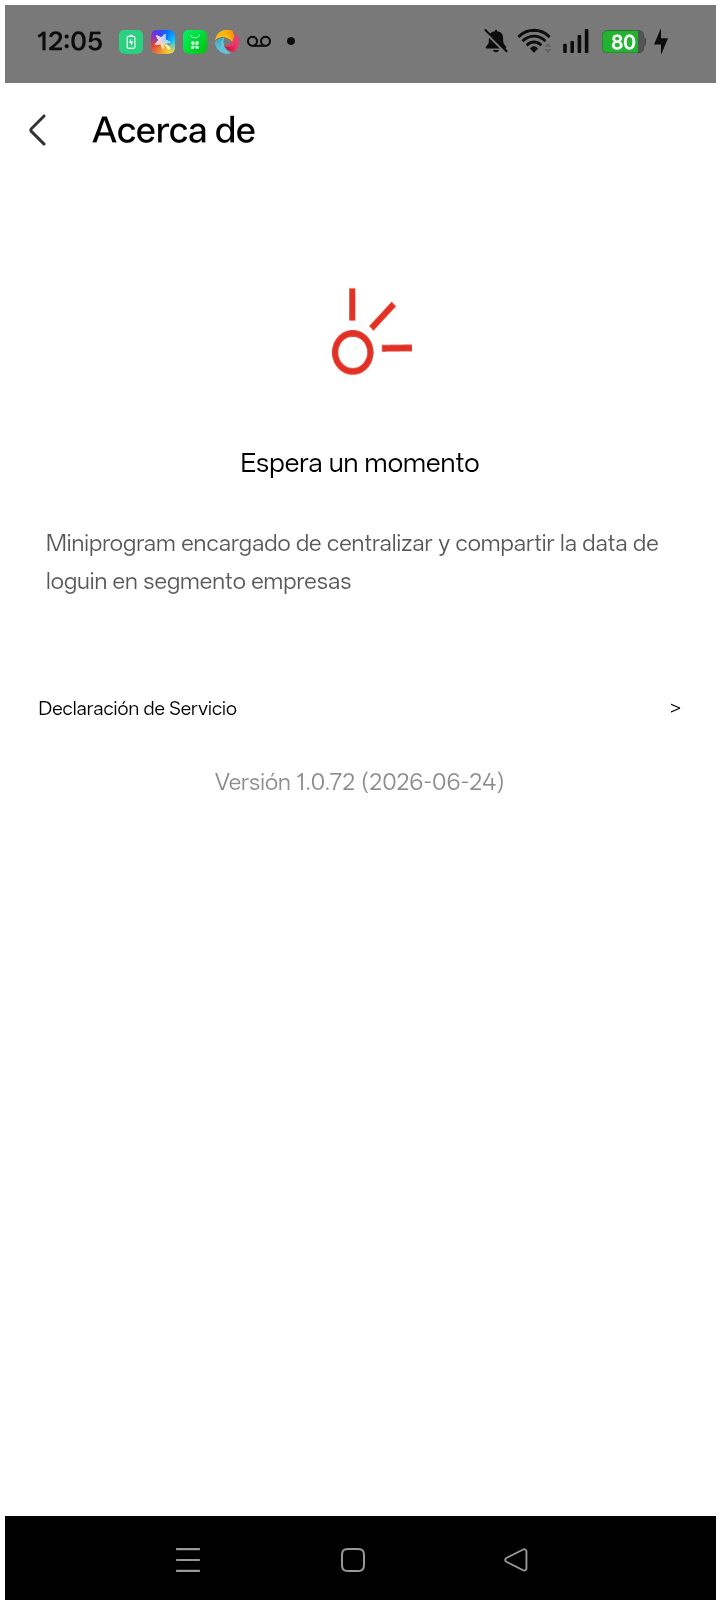 12:05
80
Acerca de
Espera un momento
Miniprogram encargado de centralizar y compartir la data de
loguin en segmento empresas
Declaración de Servicio >
Versión 1.0.72 (2026-06-24)